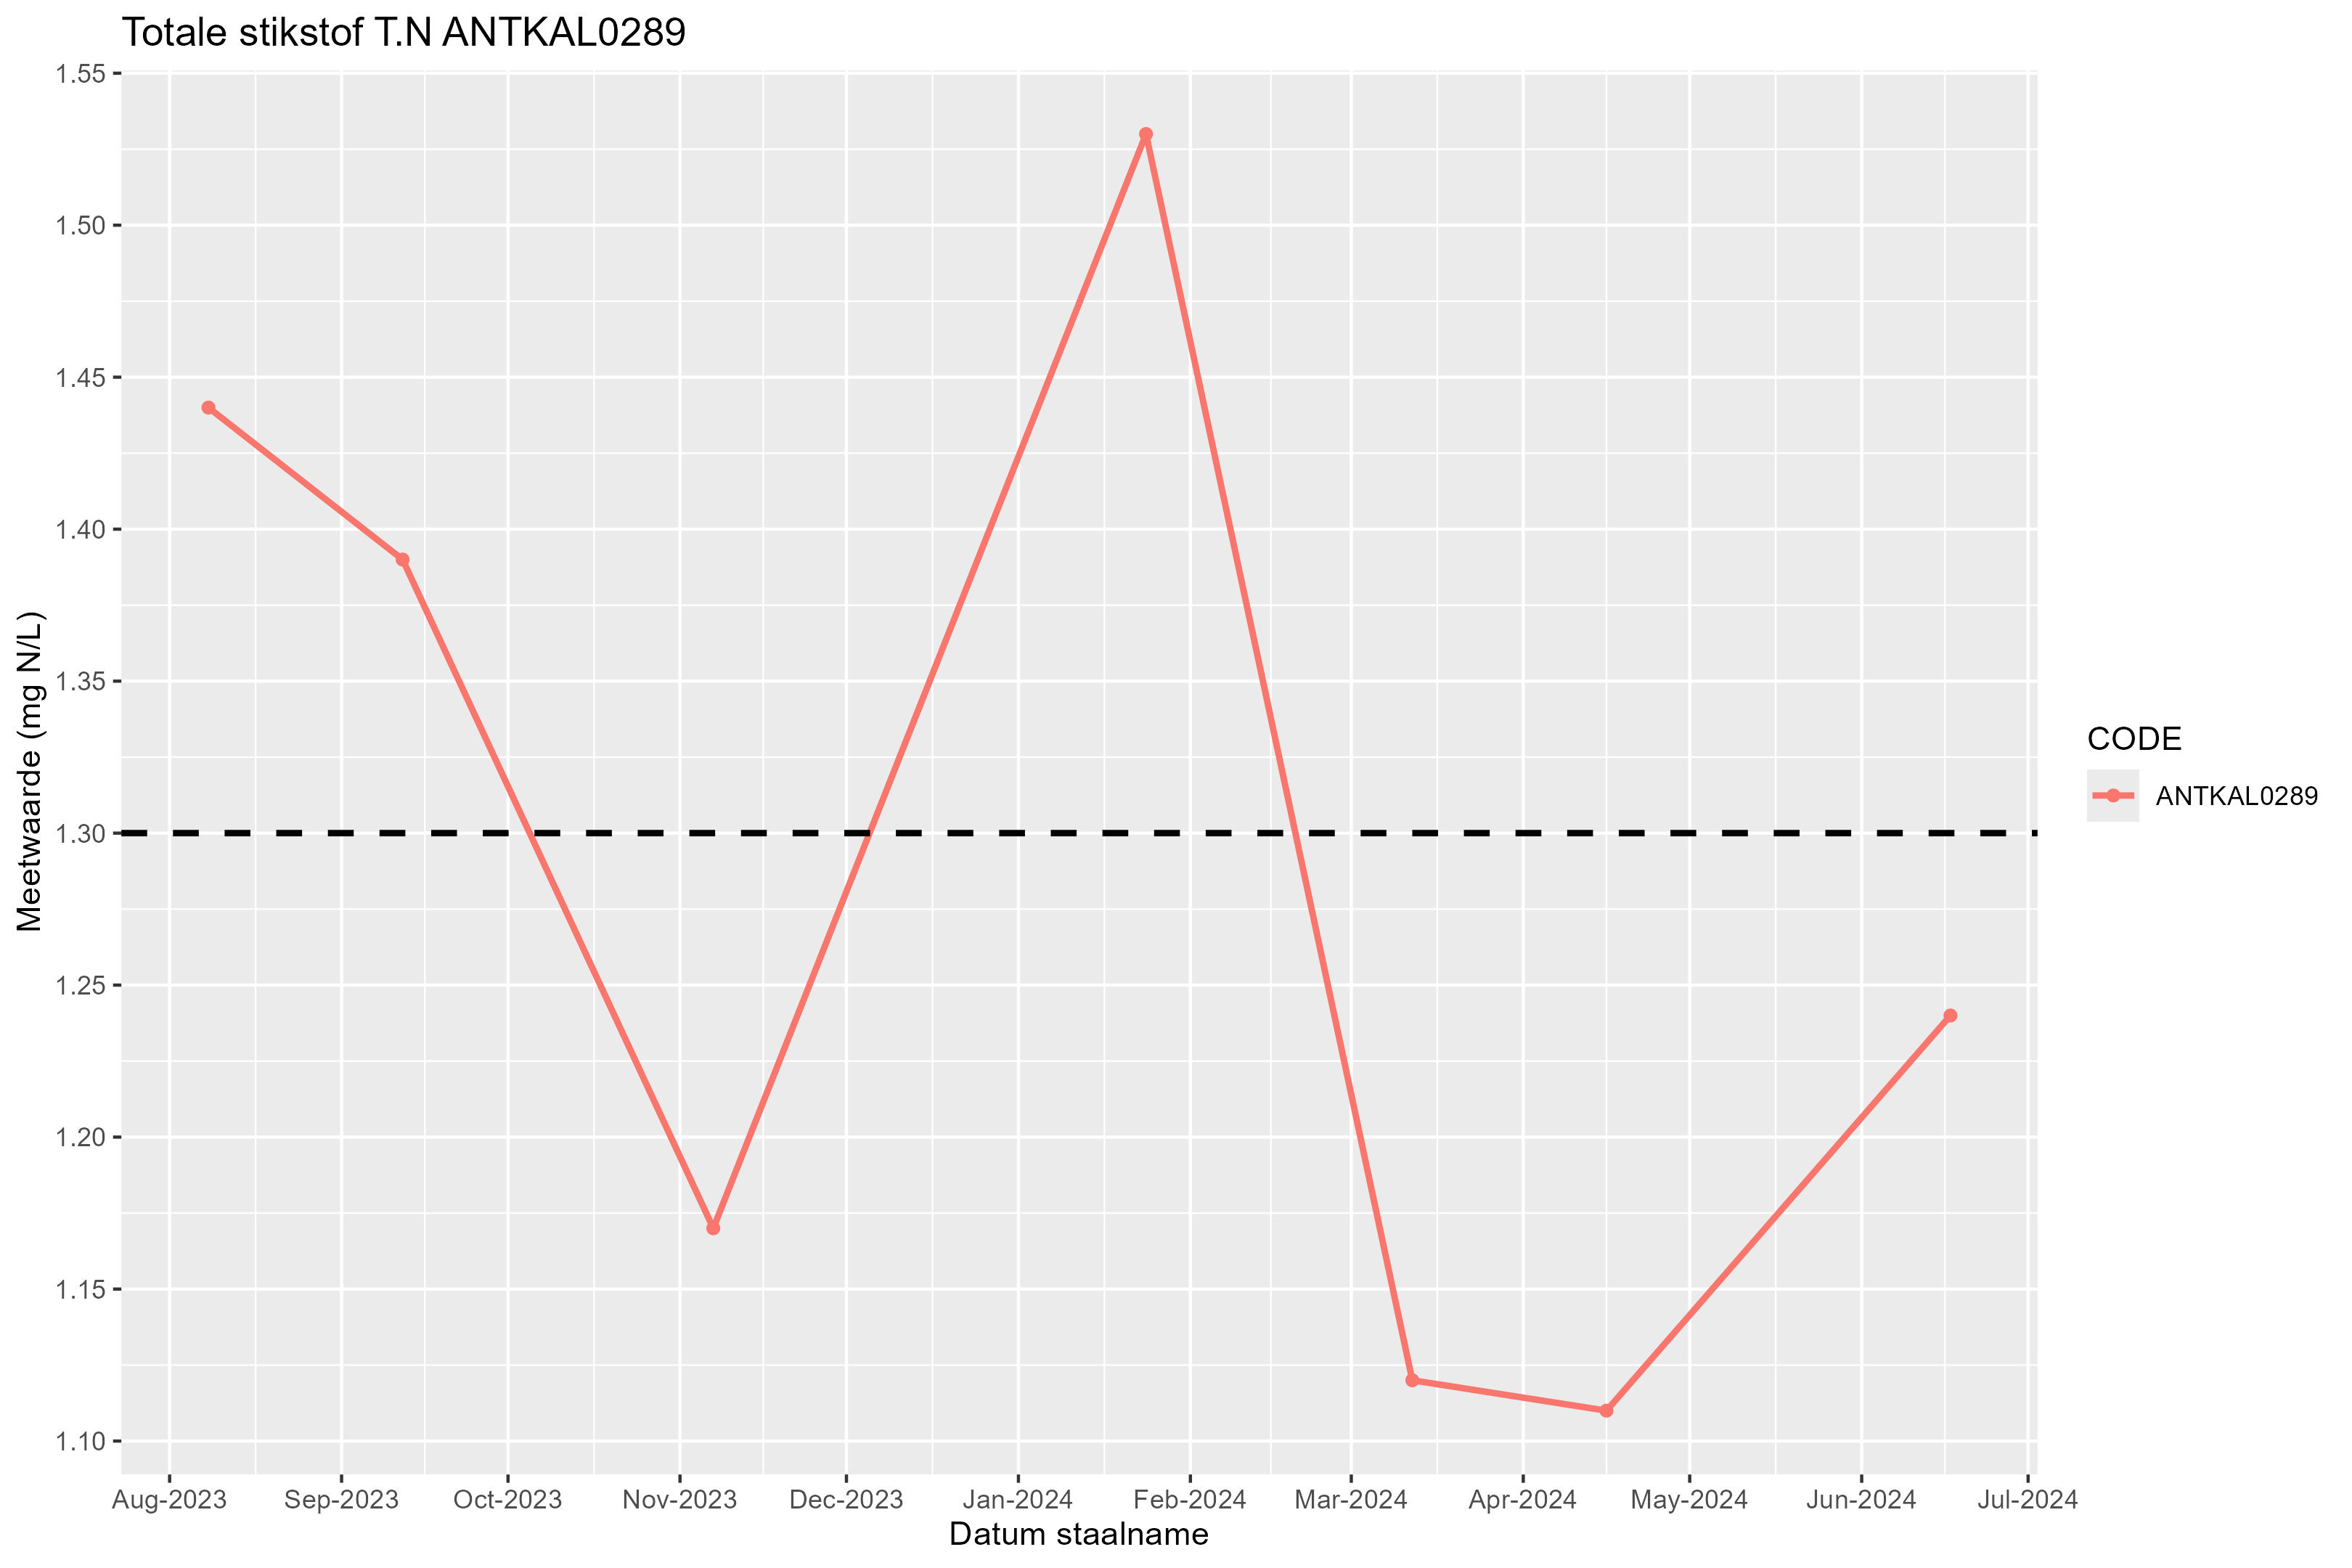 Totale stikstof T.N ANTKAL0289
Meetwaarde (mg N/L)
1.55
1.50
1.45
1.40
1.35
1.30
1.25
1.20
1.15
1.10
Aug-2023 Sep-2023 Oct-2023 Nov-2023 Dec-2023 Jan-2024 Feb-2024 Mar-2024 Apr-2024 May-2024 Jun-2024 Jul-2024
Datum staalname
CODE
ANTKAL0289